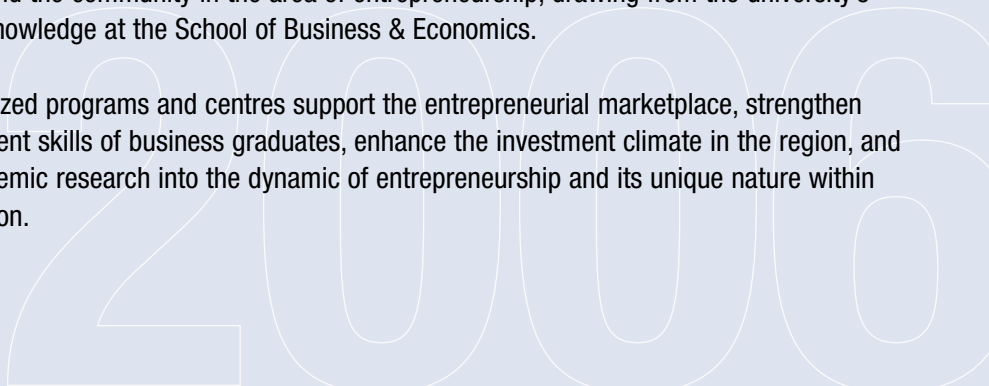 the community in the area of entrepreneurship, drawing from the university's
nowledge at the School of Business & Economics.
zed programs and centres support the entrepreneurial marketplace, strengthen
ent skills of business graduates, enhance the investment climate in the region, and
emic research into the dynamic of entrepreneurship and its unique nature within
on.
2006